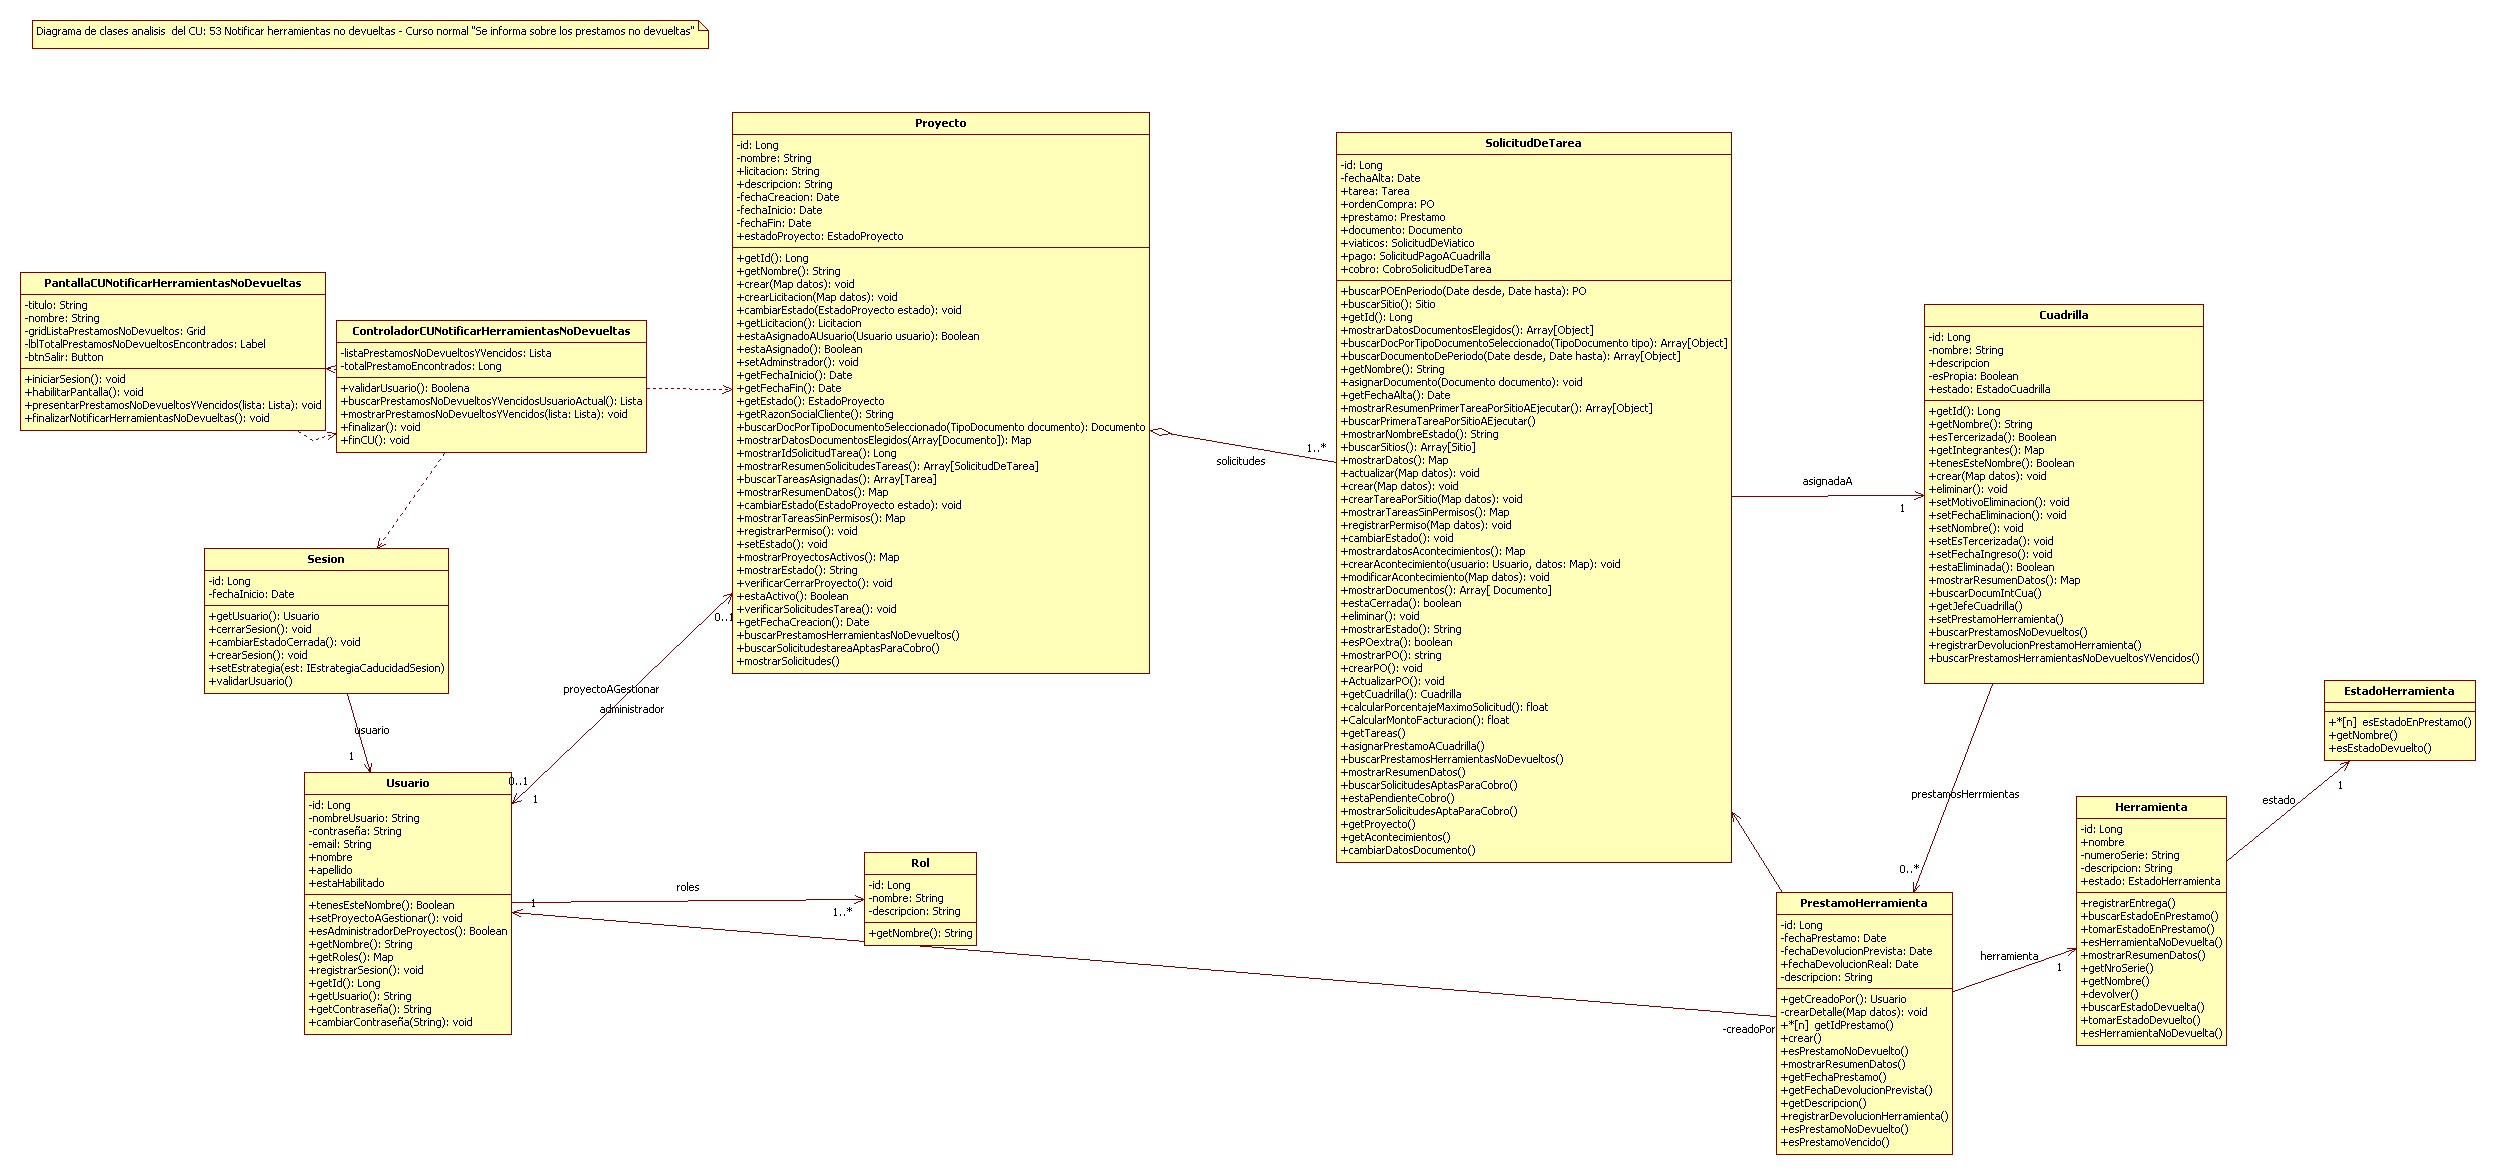 Diagrama de clases analisis  del CU: 53 Notificar herramientas no devueltas - Curso normal "Se informa sobre los prestamos no devueltas"
PantallaCUNotificarHerramientasNoDevueltas
-titulo: String
-nombre: String
-gridListaPrestamosNoDevueltos: Grid
-lblTotalPrestamosNoDevueltosEncontrados: Label
-btnSalir: Button
+iniciarSesion(): void
+habilitarPantalla(): void
+presentarPrestamosNoDevueltosYVencidos(lista: Lista): void
+finalizarNotificarHerramientasNoDevueltas(): void
ControladorCUNotificarHerramientasNoDevueltas
-listaPrestamosNoDevueltosYVencidos: Lista
-totalPrestamoEncontrados: Long
+validarUsuario(): Boolena
+buscarPrestamosNoDevueltosYVencidosUsuarioActual(): Lista
+mostrarPrestamosNoDevueltosYVencidos(lista: Lista): void
+finalizar(): void
+finCU(): void
Sesion
-id: Long
-fechaInicio: Date
+getUsuario(): Usuario
+cerrarSesion(): void
+cambiarEstadoCerrada(): void
+crearSesion(): void
+setEstrategia(est: IEstrategiaCaducidadSesion)
+validarUsuario()
usuario
1
Usuario
-id: Long
-nombreUsuario: String
-contraseña: String
-email: String
+nombre
+apellido
+estaHabilitado
+tenesEsteNombre(): Boolean
+setProyectoAGestionar(): void
+esAdministradorDeProyectos(): Boolean
+getNombre(): String
+getRoles(): Map
+registrarSesion(): void
+getId(): Long
+getUsuario(): String
+getContraseña(): String
+cambiarContraseña(String): void
Proyecto
-id: Long
-nombre: String
+licitacion: String
+descripcion: String
-fechaCreacion: Date
-fechaInicio: Date
-fechaFin: Date
+estadoProyecto: EstadoProyecto
+getId(): Long
+getNombre(): String
+crear(Map datos): void
+crearLicitacion(Map datos): void
+cambiarEstado(EstadoProyecto estado): void
+getLicitacion(): Licitacion
+estaAsignadoAUsuario(Usuario usuario): Boolean
+estaAsignado(): Boolean
+setAdminstrador(): void
+getFechaInicio(): Date
+getFechaFin(): Date
+getEstado(): EstadoProyecto
+getRazonSocialCliente(): String
+buscarDocPorTipoDocumentoSeleccionado(TipoDocumento documento): Documento
+mostrarDatosDocumentosElegidos(Array[Documento]): Map
+mostrarIdSolicitudTarea(): Long
+mostrarResumenSolicitudesTareas(): Array[SolicitudDeTarea]
+buscarTareasAsignadas(): Array[Tarea]
+mostrarResumenDatos(): Map
+cambiarEstado(EstadoProyecto estado): void
+mostrarTareasSinPermisos(): Map
+registrarPermiso(): void
+setEstado(): void
+mostrarProyectosActivos(): Map
+mostrarEstado(): String
+verificarCerrarProyecto(): void
+estaActivo(): Boolean
+verificarSolicitudesTarea(): void
+getFechaCreacion(): Date
+buscarPrestamosHerramientasNoDevueltos()
+buscarSolicitudestareaAptasParaCobro()
+mostrarSolicitudes()
0..1
proyectoAGestionar
administrador
0..1
1
roles
1..*
1
Rol
-id: Long
-nombre: String
-descripcion: String
+getNombre(): String
solicitudes
1..*
SolicitudDeTarea
-id: Long
-fechaAlta: Date
+tarea: Tarea
+ordenCompra: PO
+prestamo: Prestamo
+documento: Documento
+viaticos: SolicitudDeViatico
+pago: SolicitudPagoACuadrilla
+cobro: CobroSolicitudDeTarea
+buscarPOEnPeriodo(Date desde, Date hasta): PO
+buscarSitio(): Sitio
+getId(): Long
+mostrarDatosDocumentosElegidos(): Array[Object]
+buscarDocPorTipoDocumentoSeleccionado(TipoDocumento tipo): Array[Object]
+buscarDocumentoDePeriodo(Date desde, Date hasta): Array[Object]
+getNombre(): String
+asignarDocumento(Documento documento): void
+getFechaAlta(): Date
+mostrarResumenPrimerTareaPorSitioAEjecutar(): Array[Object]
+buscarPrimeraTareaPorSitioAEjecutar()
+mostrarNombreEstado(): String
+buscarSitios(): Array[Sitio]
+mostrarDatos(): Map
+actualizar(Map datos): void
+crear(Map datos): void
+crearTareaPorSitio(Map datos): void
+mostrarTareasSinPermisos(): Map
+registrarPermiso(Map datos): void
+cambiarEstado(): void
+mostrardatosAcontecimientos(): Map
+crearAcontecimiento(usuario: Usuario, datos: Map): void
+modificarAcontecimiento(Map datos): void
+mostrarDocumentos(): Array[ Documento]
+estaCerrada(): boolean
+eliminar(): void
+mostrarEstado(): String
+esPOextra(): boolean
+mostrarPO(): string
+crearPO(): void
+ActualizarPO(): void
+getCuadrilla(): Cuadrilla
+calcularPorcentajeMaximoSolicitud(): float
+CalcularMontoFacturacion(): float
+getTareas()
+asignarPrestamoACuadrilla()
+buscarPrestamosHerramientasNoDevueltos()
+mostrarResumenDatos()
+buscarSolicitudesAptasParaCobro()
+estaPendienteCobro()
+mostrarSolicitudesAptaParaCobro()
+getProyecto()
+getAcontecimientos()
+cambiarDatosDocumento()
asignadaA
1
Cuadrilla
-id: Long
-nombre: String
+descripcion
-esPropia: Boolean
+estado: EstadoCuadrilla
+getId(): Long
+getNombre(): String
+esTercerizada(): Boolean
+getIntegrantes(): Map
+tenesEsteNombre(): Boolean
+crear(Map datos): void
+eliminar(): void
+setMotivoEliminacion(): void
+setFechaEliminacion(): void
+setNombre(): void
+setEsTercerizada(): void
+setFechaIngreso(): void
+estaEliminada(): Boolean
+mostrarResumenDatos(): Map
+buscarDocumIntCua()
+getJefeCuadrilla()
+setPrestamoHerramienta()
+buscarPrestamosNoDevueltos()
+registrarDevolucionPrestamoHerramienta()
+buscarPrestamosHerramientasNoDevueltosYVencidos()
prestamosHerrmientas
0..*
PrestamoHerramienta
-id: Long
-fechaPrestamo: Date
-fechaDevolucionPrevista: Date
+fechaDevolucionReal: Date
-descripcion: String
+getCreadoPor(): Usuario
-crearDetalle(Map datos): void
+*[n]  getIdPrestamo()
+crear()
+esPrestamoNoDevuelto()
+mostrarResumenDatos()
+getFechaPrestamo()
+getFechaDevolucionPrevista()
+getDescripcion()
+registrarDevolucionHerramienta()
+esPrestamoNoDevuelto()
+esPrestamoVencido()
-creadoPor
herramienta
1
Herramienta
-id: Long
+nombre
-numeroSerie: String
-descripcion: String
+estado: EstadoHerramienta
+registrarEntrega()
+buscarEstadoEnPrestamo()
+tomarEstadoEnPrestamo()
+esHerramientaNoDevuelta()
+mostrarResumenDatos()
+getNroSerie()
+getNombre()
+devolver()
+buscarEstadoDevuelta()
+tomarEstadoDevuelto()
+esHerramientaNoDevuelta()
estado
1
EstadoHerramienta
+*[n]  esEstadoEnPrestamo()
+getNombre()
+esEstadoDevuelto()